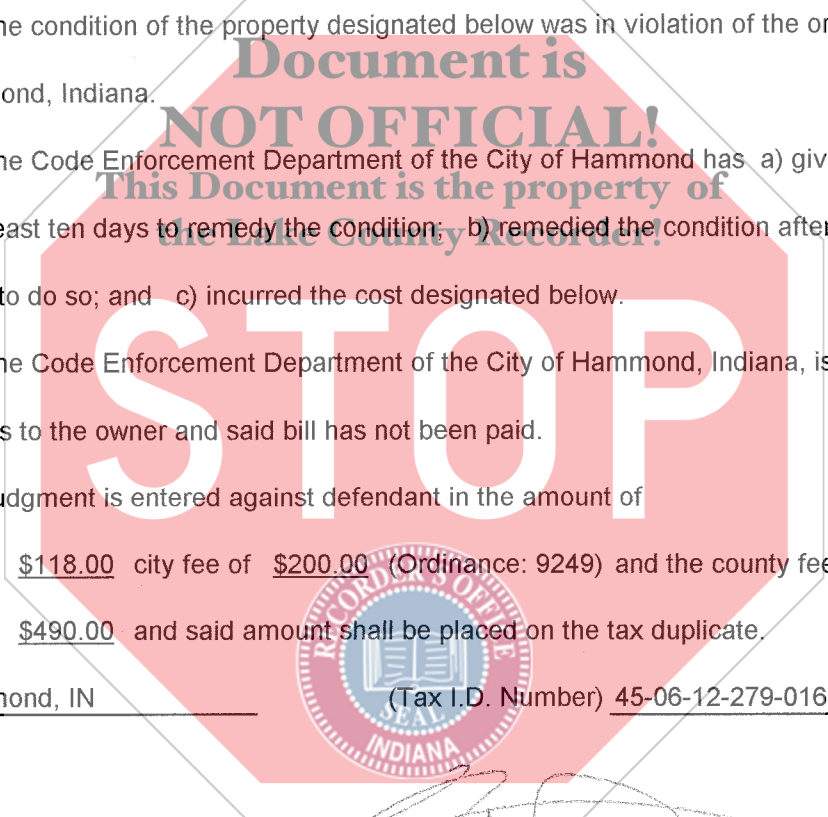 he condition of the property designated below was in violation of the or
Document is
ond, Indiana.
NOT OFFICIAL!
he Code Enforcement Department of the City of Hammond has a) giv
This Document is the property of
east ten days to remedy the condition; b) remedied the condition after
the Lake County Recorder!
to do so; and c) incurred the cost designated below.
STOP
he Code Enforcement Department of the City of Hammond, Indiana, is
s to the owner and said bill has not been paid.
udgment is entered against defendant in the amount of
$118.00 city fee of $200.00 (Ordinance: 9249) and the county fee
$490.00 and said amount shall be placed on the tax duplicate.
mond, IN (Tax I.D. Number) 45-06-12-279-016
RECORDER'S OFFICE
SEAL
INDIANA